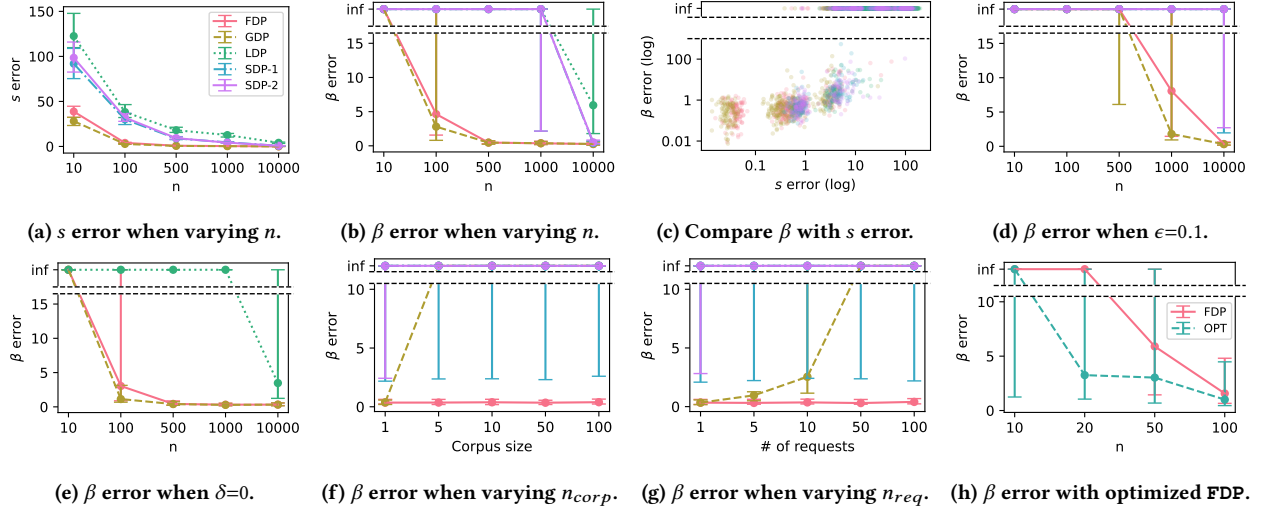 150
100
50
0
s error
10
100
500
1000
10000
n
FDP
GDP
LDP
SDP-1
SDP-2
(a) s error when varying n.
inf
15
10
5
0
β error
10
100
500
1000
10000
n
(b) β error when varying n.
inf
100
1
0.01
β error (log)
0.1
1
10
100
s error (log)
(c) Compare β with s error.
inf
15
10
5
0
β error
10
100
500
1000
10000
n
(d) β error when ϵ=0.1.
inf
15
10
5
0
β error
10
100
500
1000
10000
n
(e) β error when δ=0.
inf
10
5
0
β error
1
5
10
50
100
Corpus size
(f) β error when varying n_corp.
inf
10
5
0
β error
1
5
10
50
100
# of requests
(g) β error when varying n_req.
inf
10
5
0
β error
10
20
50
100
n
FDP
OPT
(h) β error with optimized FDP.